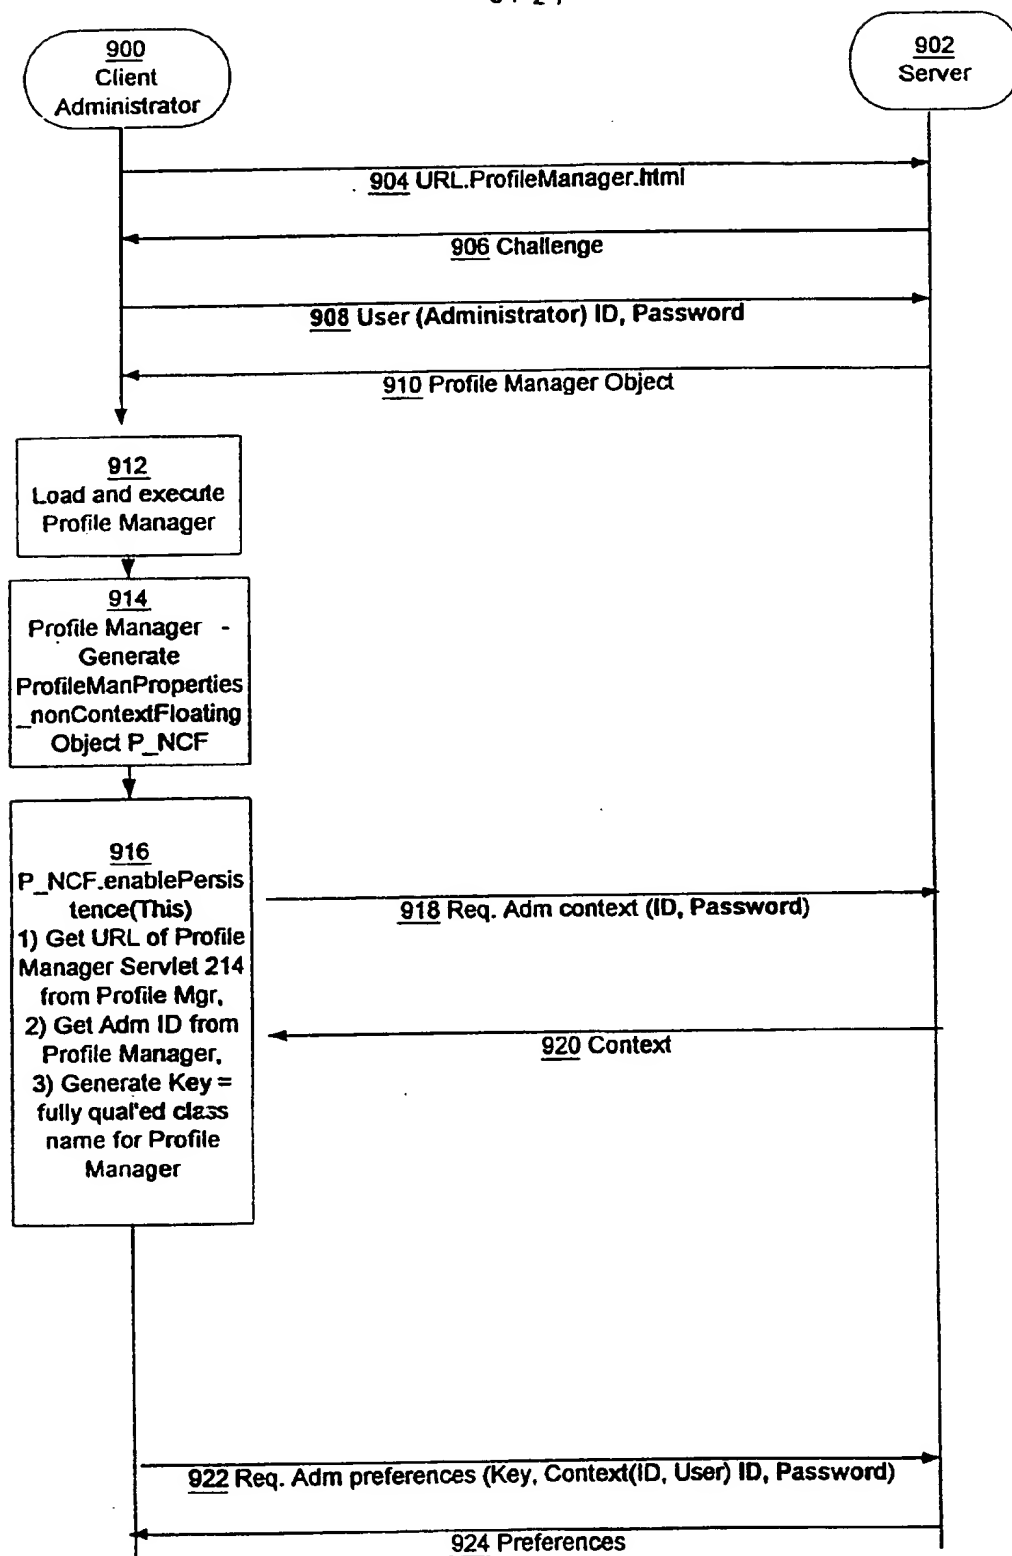 900
Client
Administrator
902
Server
904 URL.ProfileManager.html
906 Challenge
908 User (Administrator) ID, Password
910 Profile Manager Object
912
Load and execute
Profile Manager
914
Profile Manager -
Generate
ProfileManProperties
_nonContextFloating
Object P_NCF
916
P_NCF.enablePersis
tence(This)
1) Get URL of Profile
Manager Servlet 214
from Profile Mgr,
2) Get Adm ID from
Profile Manager,
3) Generate Key =
fully qual'ed class
name for Profile
Manager
918 Req. Adm context (ID, Password)
920 Context
922 Req. Adm preferences (Key, Context(ID, User) ID, Password)
924 Preferences